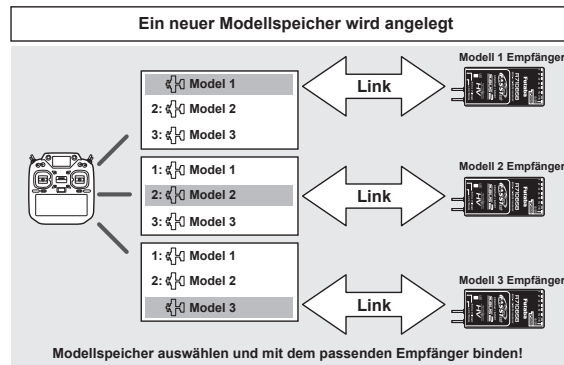 Ein neuer Modellspeicher wird angelegt
Modell 1 Empfänger
Model 1
2: Model 2
3: Model 3
Link
Modell 2 Empfänger
1: Model 1
2: Model 2
3: Model 3
Link
Modell 3 Empfänger
1: Model 1
2: Model 2
Model 3
Link
Modellspeicher auswählen und mit dem passenden Empfänger binden!